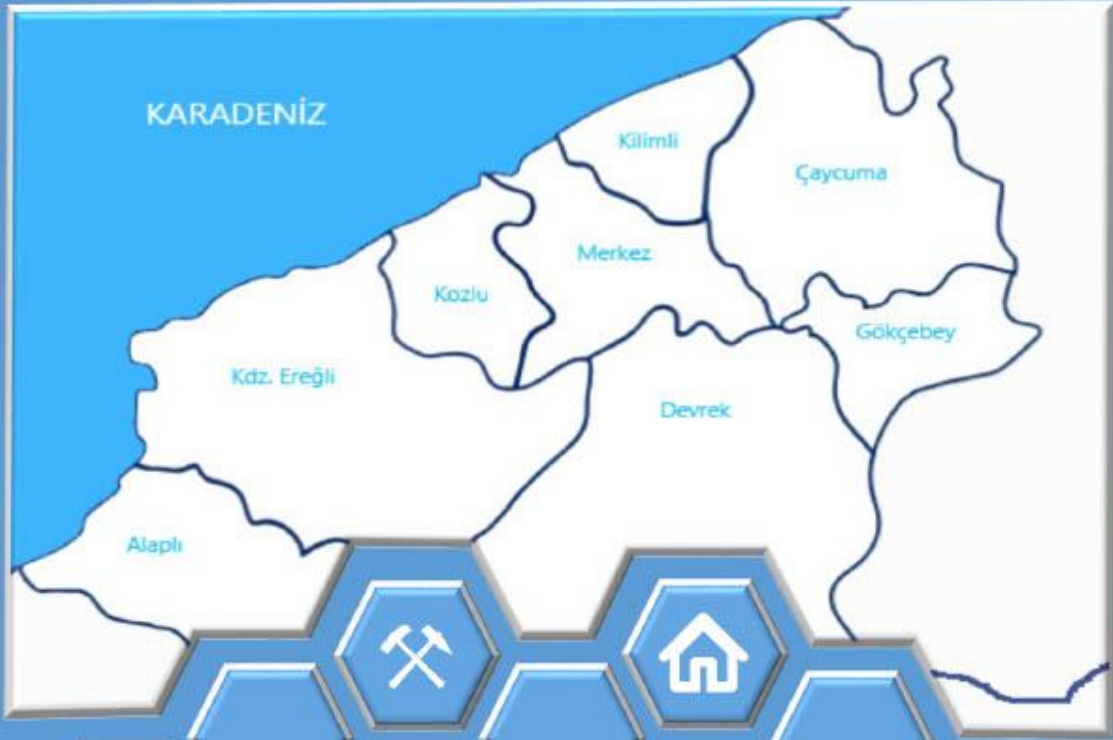 KARADENİZ
Kilimli
Çaycuma
Merkez
Kozlu
Gökçebey
Kdz. Ereğli
Devrek
Alaplı